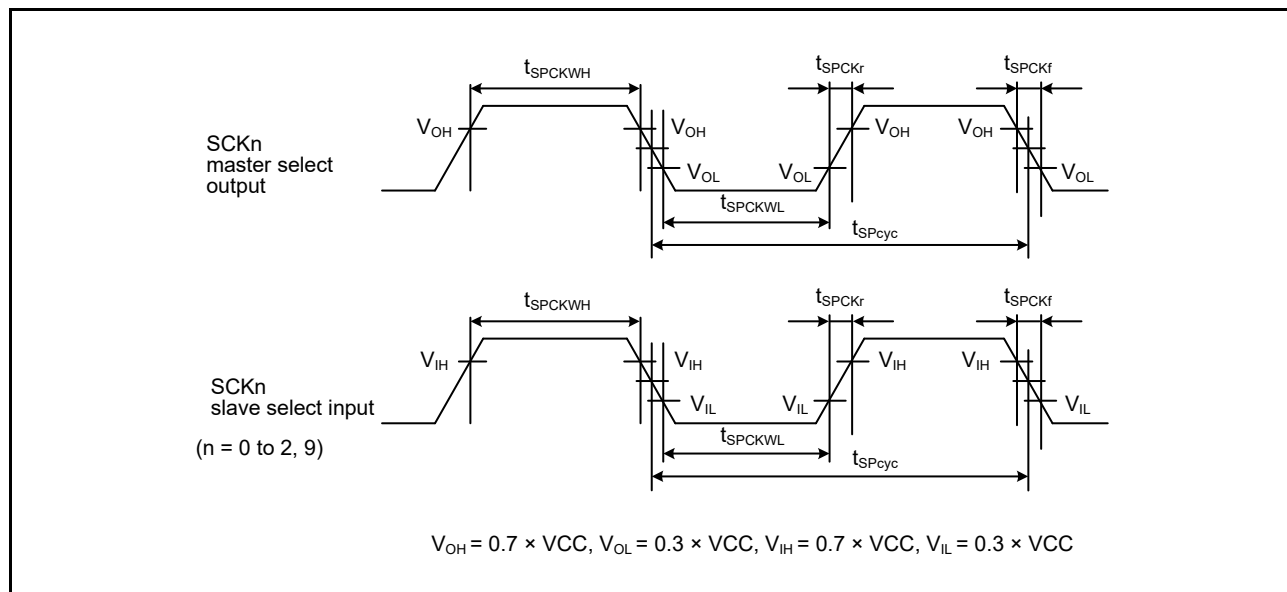 tSPCKWH
tSPCKr
tSPCKf
VOH
VOH
VOH
VOH
SCKn
master select
output
VOL
VOL
VOL
tSPCKWL
tSPcyc
tSPCKWH
tSPCKr
tSPCKf
VIH
VIH
VIH
VIH
SCKn
slave select input
VIL
VIL
VIL
tSPCKWL
(n = 0 to 2, 9)
tSPcyc
VOH = 0.7 × VCC, VOL = 0.3 × VCC, VIH = 0.7 × VCC, VIL = 0.3 × VCC